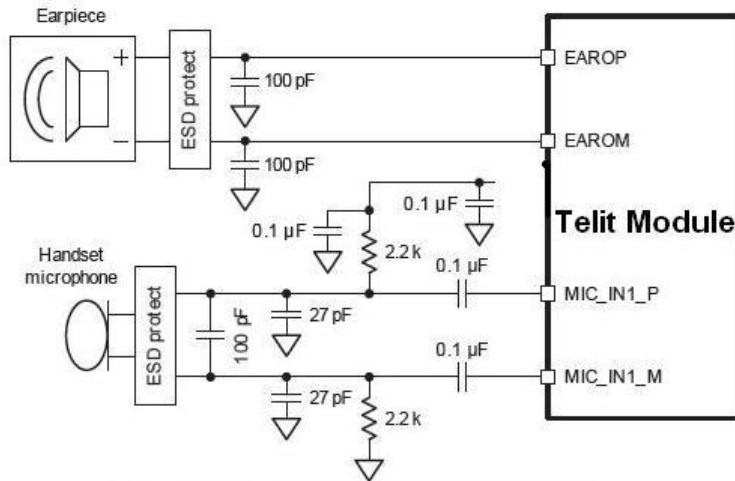 Earpiece
+
−
ESD protect
100 pF
100 pF
EAROP
EAROM
Telit Module
0.1 µF
0.1 µF
2.2 k
0.1 µF
Handset
microphone
ESD protect
100 pF
27 pF
MIC_IN1_P
0.1 µF
27 pF
2.2 k
MIC_IN1_M